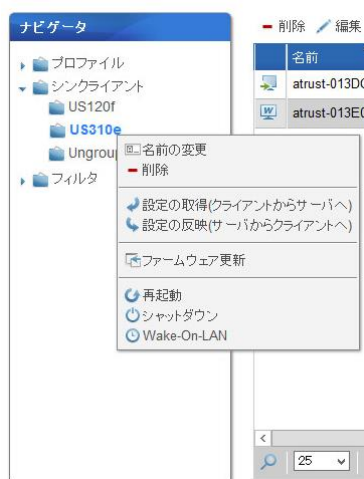 ナビゲータ
プロファイル
シンクライアント
US120f
US310e
Ungrou
フィルタ
名前の変更
削除
設定の取得(クライアントからサーバへ)
設定の反映(サーバからクライアントへ)
ファームウェア更新
再起動
シャットダウン
Wake-On-LAN
削除 編集
名前
atrust-013D
atrust-013E
25